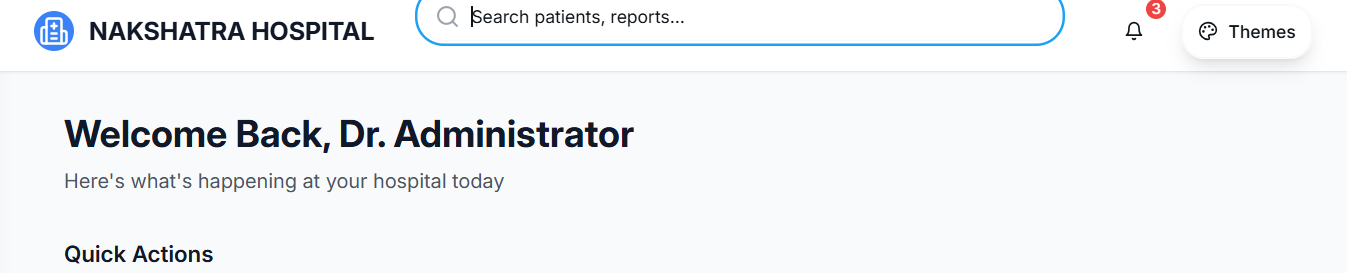 NAKSHATRA HOSPITAL
Search patients, reports...
3
Themes
Welcome Back, Dr. Administrator
Here's what's happening at your hospital today
Quick Actions